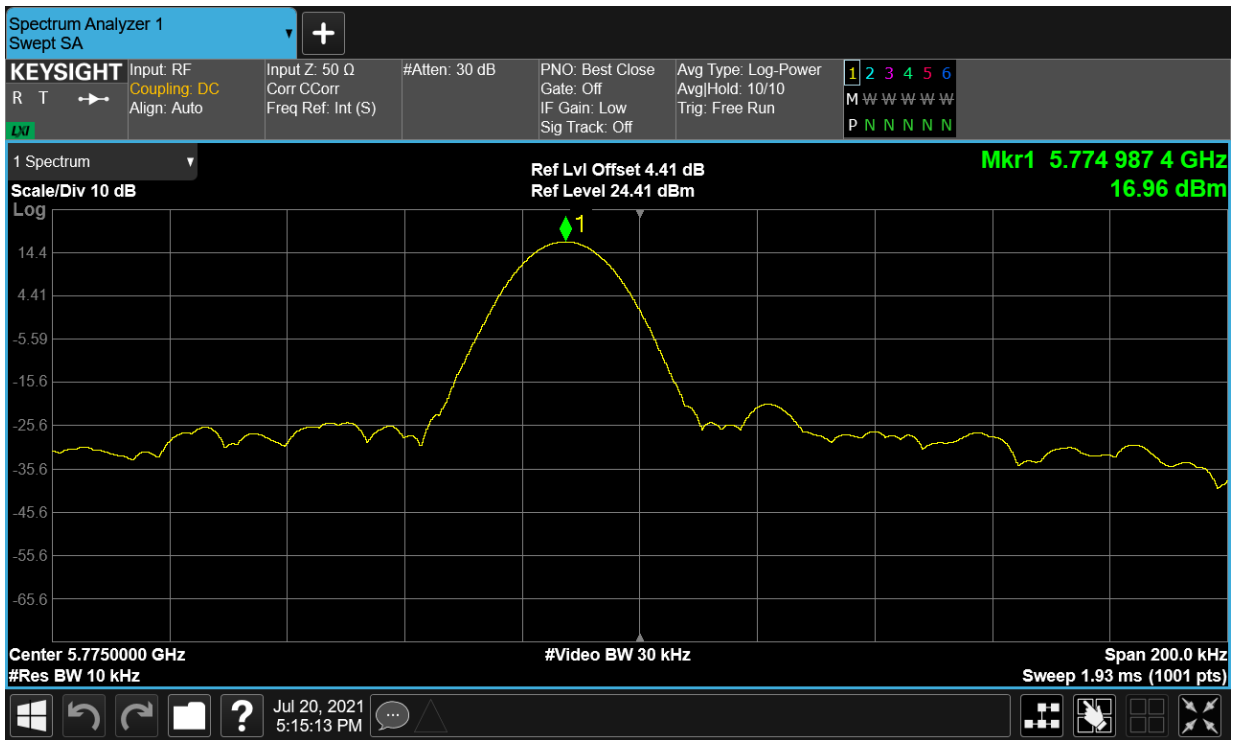 Spectrum Analyzer 1
Swept SA
+
KEYSIGHT
R T
LXI
Input: RF
Coupling: DC
Align: Auto
Input Z: 50 Ω
Corr CCorr
Freq Ref: Int (S)
#Atten: 30 dB
PNO: Best Close
Gate: Off
IF Gain: Low
Sig Track: Off
Avg Type: Log-Power
Avg|Hold: 10/10
Trig: Free Run
1 2 3 4 5 6
M W W W W W
P N N N N N
1 Spectrum
Scale/Div 10 dB
Log
Ref Lvl Offset 4.41 dB
Ref Level 24.41 dBm
Mkr1 5.774 987 4 GHz
16.96 dBm
1
14.4
4.41
-5.59
-15.6
-25.6
-35.6
-45.6
-55.6
-65.6
Center 5.7750000 GHz
#Res BW 10 kHz
#Video BW 30 kHz
Span 200.0 kHz
Sweep 1.93 ms (1001 pts)
?
Jul 20, 2021
5:15:13 PM